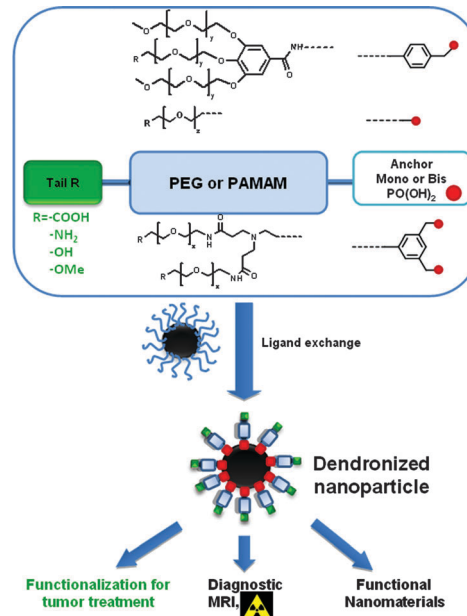 O
O
7
O
R
O
O
7
O
O
O
7
O
NH
O
R
O
z
Tail R
PEG or PAMAM
Anchor
Mono or Bis
PO(OH)2
R=-COOH
-NH2
-OH
-OMe
R
O
x
NH
O
N
R
O
x
NH
O
Ligand exchange
Dendronized
nanoparticle
Functionalization for
tumor treatment
Diagnostic
MRI,
Functional
Nanomaterials